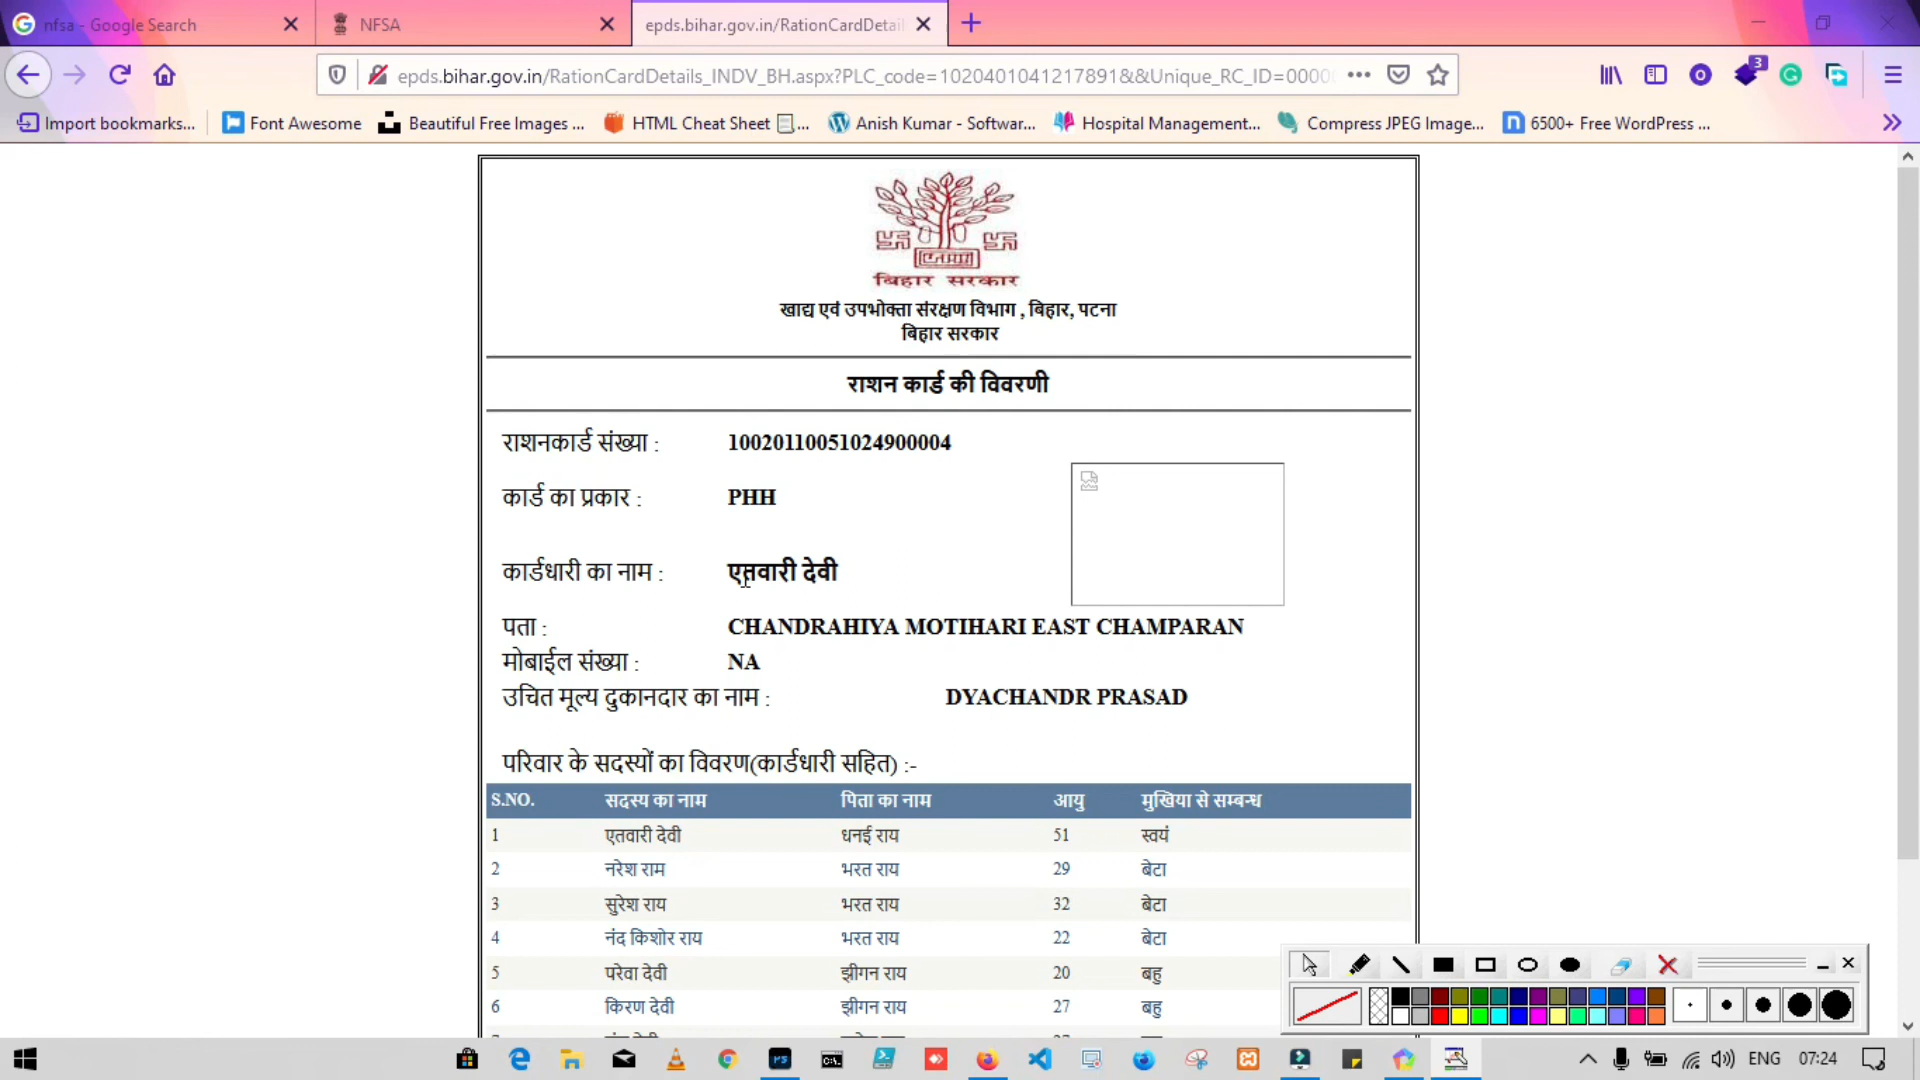 nfsa - Google Search
NFSA
epds.bihar.gov.in/RationCardDetail
epds.bihar.gov.in/RationCardDetails_INDV_BH.aspx?PLC_code=1020401041217891&&Unique_RC_ID=0000
3
Import bookmarks...
Font Awesome
Beautiful Free Images ...
HTML Cheat Sheet ...
Anish Kumar - Softwar...
Hospital Management...
Compress JPEG Image...
6500+ Free WordPress ...
बिहार सरकार
खाद्य एवं उपभोक्ता संरक्षण विभाग , बिहार, पटना
बिहार सरकार
राशन कार्ड की विवरणी
राशनकार्ड संख्या : 10020110051024900004
कार्ड का प्रकार : PHH
कार्डधारी का नाम : एतवारी देवी
पता : CHANDRAHIYA MOTIHARI EAST CHAMPARAN
मोबाईल संख्या : NA
उचित मूल्य दुकानदार का नाम : DYACHANDR PRASAD
परिवार के सदस्यों का विवरण(कार्डधारी सहित) :-
S.NO. सदस्य का नाम पिता का नाम आयु मुखिया से सम्बन्ध
1 एतवारी देवी धनई राय 51 स्वयं
2 नरेश राम भरत राय 29 बेटा
3 सुरेश राय भरत राय 32 बेटा
4 नंद किशोर राय भरत राय 22 बेटा
5 परेवा देवी झीगन राय 20 बहु
6 किरण देवी झीगन राय 27 बहु
ENG 07:24